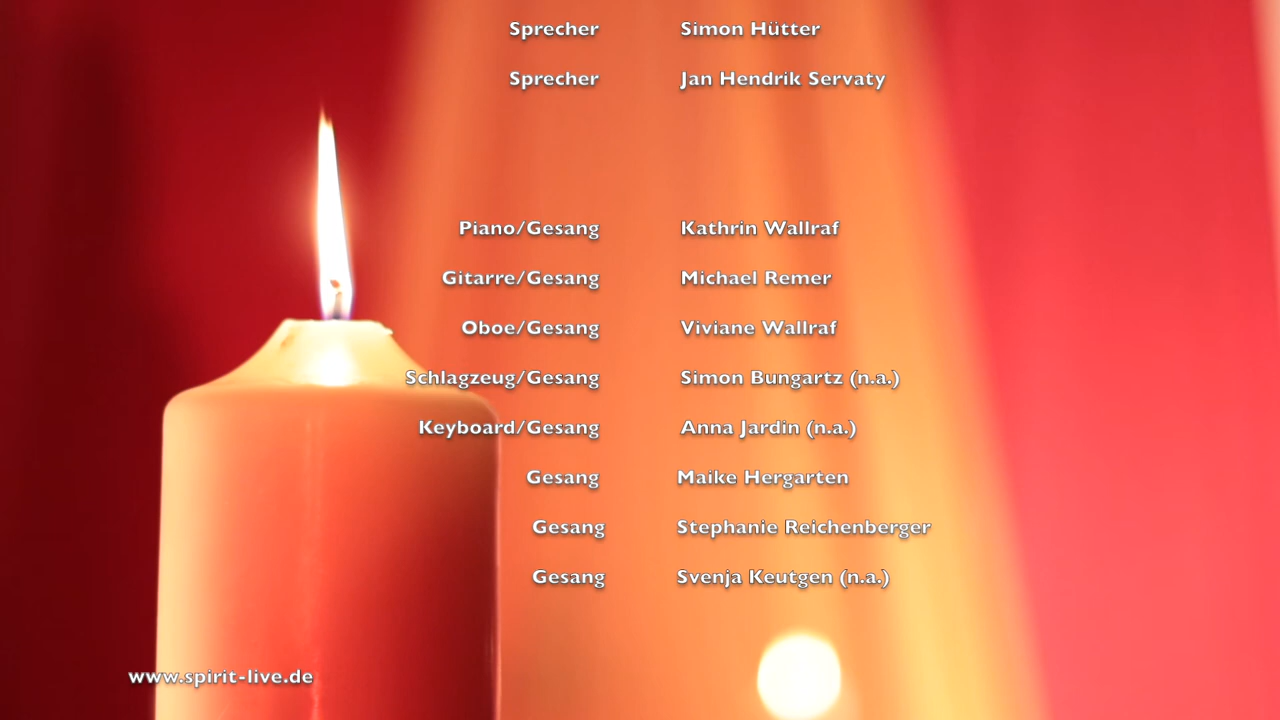 Sprecher Simon Hütter
Sprecher Jan Hendrik Servaty
Piano/Gesang Kathrin Wallraf
Gitarre/Gesang Michael Remer
Oboe/Gesang Viviane Wallraf
Schlagzeug/Gesang Simon Bungartz (n.a.)
Keyboard/Gesang Anna Jardin (n.a.)
Gesang Maike Hergarten
Gesang Stephanie Reichenberger
Gesang Svenja Keutgen (n.a.)
www.spirit-live.de